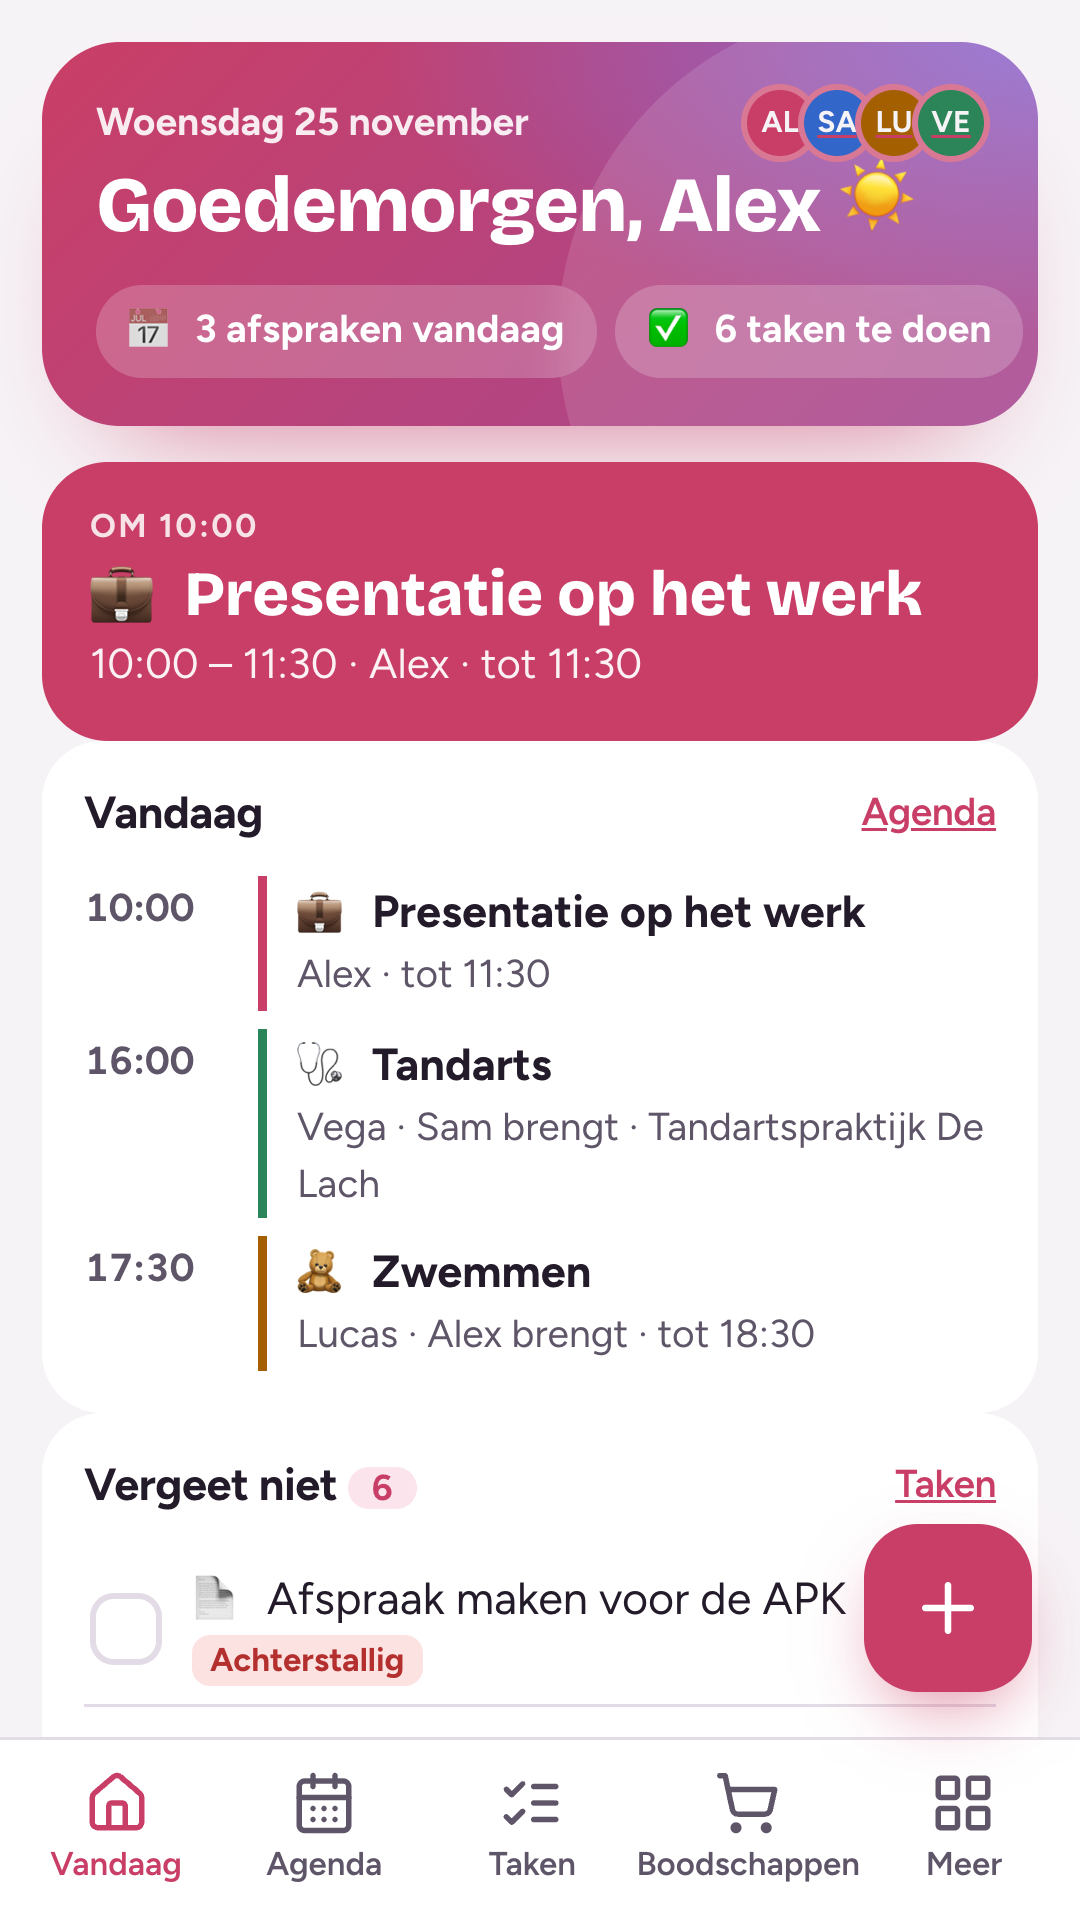 Woensdag 25 november
AL SA LU VE
Goedemorgen, Alex
3 afspraken vandaag
6 taken te doen
OM 10:00
Presentatie op het werk
10:00 – 11:30 · Alex · tot 11:30
Vandaag
Agenda
10:00
Presentatie op het werk
Alex · tot 11:30
16:00
Tandarts
Vega · Sam brengt · Tandartspraktijk De
Lach
17:30
Zwemmen
Lucas · Alex brengt · tot 18:30
Vergeet niet 6
Taken
Afspraak maken voor de APK
Achterstallig
Vandaag
Agenda
Taken
Boodschappen
Meer